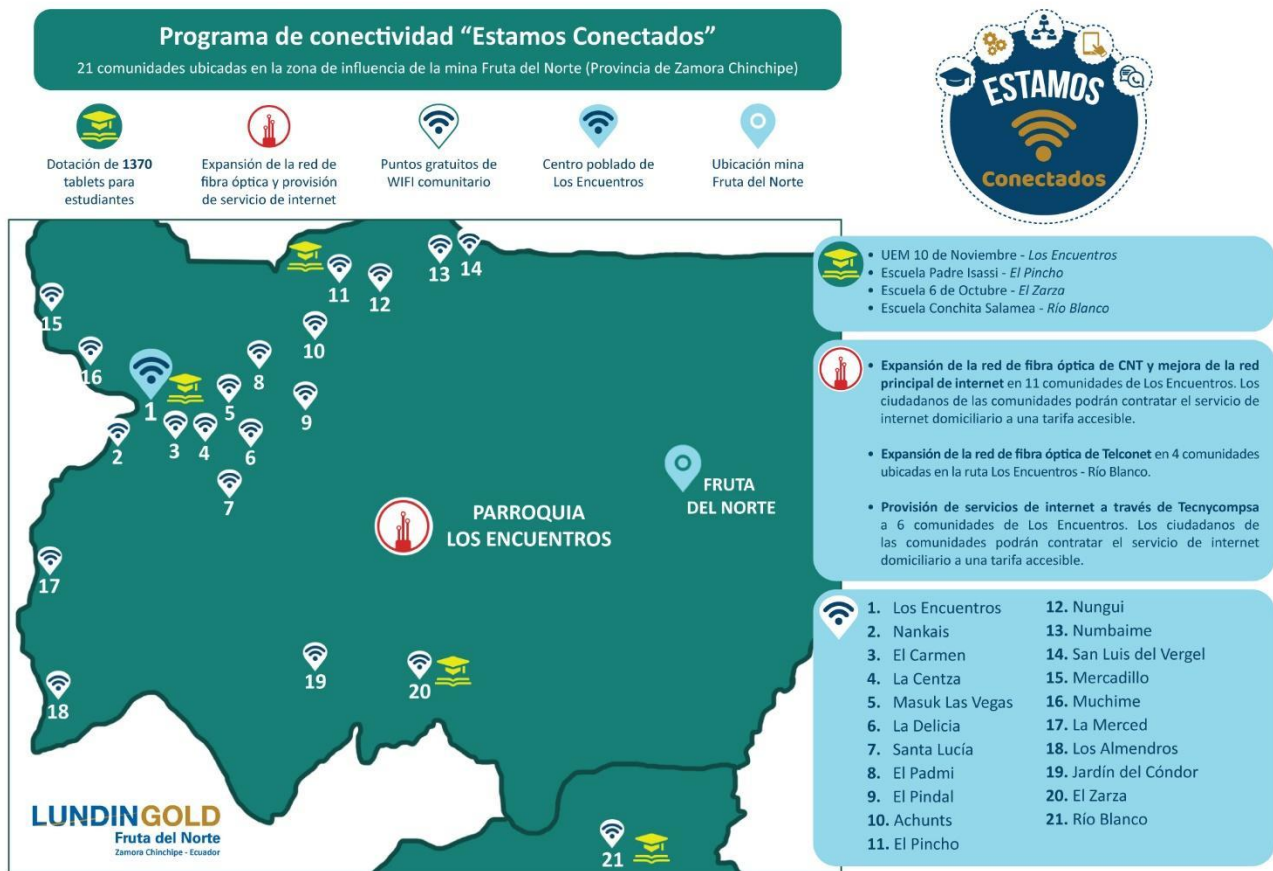 Programa de conectividad “Estamos Conectados”
21 comunidades ubicadas en la zona de influencia de la mina Fruta del Norte (Provincia de Zamora Chinchipe)
Dotación de 1370
tablets para
estudiantes
Expansión de la red de
fibra óptica y provisión
de servicio de internet
Puntos gratuitos de
WIFI comunitario
Centro poblado de
Los Encuentros
Ubicación mina
Fruta del Norte
ESTAMOS
Conectados
11
12
13
14
15
10
16
8
1
5
9
2
3
4
6
7
FRUTA
DEL NORTE
PARROQUIA
LOS ENCUENTROS
17
18
19
20
21
LUNDINGOLD
Fruta del Norte
Zamora Chinchipe - Ecuador
• UEM 10 de Noviembre - Los Encuentros
• Escuela Padre Isassi - El Pincho
• Escuela 6 de Octubre - El Zarza
• Escuela Conchita Salamea - Río Blanco
• Expansión de la red de fibra óptica de CNT y mejora de la red
principal de internet en 11 comunidades de Los Encuentros. Los
ciudadanos de las comunidades podrán contratar el servicio de
internet domiciliario a una tarifa accesible.
• Expansión de la red de fibra óptica de Telconet en 4 comunidades
ubicadas en la ruta Los Encuentros - Río Blanco.
• Provisión de servicios de internet a través de Tecnycompsa
a 6 comunidades de Los Encuentros. Los ciudadanos de
las comunidades podrán contratar el servicio de internet
domiciliario a una tarifa accesible.
1. Los Encuentros
2. Nankais
3. El Carmen
4. La Centza
5. Masuk Las Vegas
6. La Delicia
7. Santa Lucía
8. El Padmi
9. El Pindal
10. Achunts
11. El Pincho
12. Nungui
13. Numbaime
14. San Luis del Vergel
15. Mercadillo
16. Muchime
17. La Merced
18. Los Almendros
19. Jardín del Cóndor
20. El Zarza
21. Río Blanco